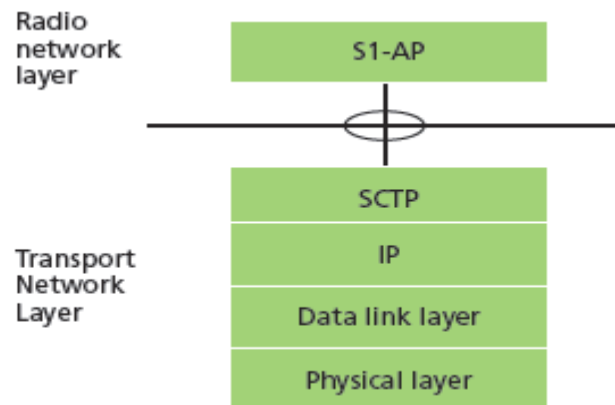 Radio
network
layer
S1-AP
SCTP
IP
Transport
Network
Layer
Data link layer
Physical layer